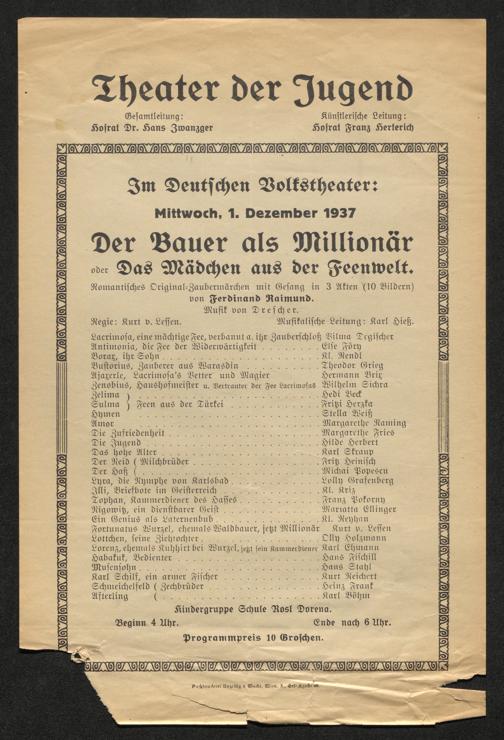 Theater der Jugend
Gesamtleitung: Künstlerische Leitung:
Hofrat Dr. Hans Zwanzger Hofrat Franz Herterich
Im Deutschen Volkstheater:
Mittwoch, 1. Dezember 1937
Der Bauer als Millionär
oder Das Mädchen aus der Feenwelt.
Romantisches Original-Zaubermärchen mit Gesang in 3 Akten (10 Bildern)
von Ferdinand Raimund.
Musik von Drescher.
Regie: Kurt v. Lessen. Musikalische Leitung: Karl Hieß.
Lacrimosa, eine mächtige Fee, verbannt a. ihr Zauberschloß Vilma Degischer
Antimonia, die Fee der Widerwärtigkeit Else Föry
Borax, ihr Sohn Kl. Rendl
Bustorius, Zauberer aus Warasdin Theodor Grieg
Ajaxerle, Lacrimosa's Vetter und Magier Hermann Brix
Zenobius, Haushofmeister u. Vertrauter der Fee Lacrimosas Wilhelm Sichra
Zelima Hedi Beck
Sulma } Feen aus der Türkei Fritzi Herzka
Hymen Stella Weiß
Amor Margarethe Naming
Die Zufriedenheit Margarethe Fries
Die Jugend Hilde Herbert
Das hohe Alter Karl Skraup
Der Neid ( Milchbrüder Fritz Heinisch
Der Haß ( Michai Popescu
Lyra, die Nymphe von Karlsbad Lolly Grafenberg
Illi, Briefbote im Geisterreich Kl. Kriz
Tophan, Kammerdiener des Hasses Franz Pokorny
Nigowitz, ein dienstbarer Geist Mariatta Ellinger
Ein Genius als Laternenbub Kl. Rezhan
Fortunatus Wurzel, ehemals Waldbauer, jetzt Millionär Kurt v. Lessen
Lottchen, seine Ziehtochter Olly Holzmann
Lorenz, ehemals Kuhhirt bei Wurzel, jetzt sein Kammerdiener Karl Ehmann
Habakuk, Bedienter Hans Fischill
Musensohn Hans Stahl
Karl Schilf, ein armer Fischer Kurt Reichert
Schmeichelfeld ( Zechbrüder Heinz Frank
Afterling ( Karl Böhm
Kindergruppe Schule Rosl Dorena.
Beginn 4 Uhr. Ende nach 6 Uhr.
Programmpreis 10 Groschen.